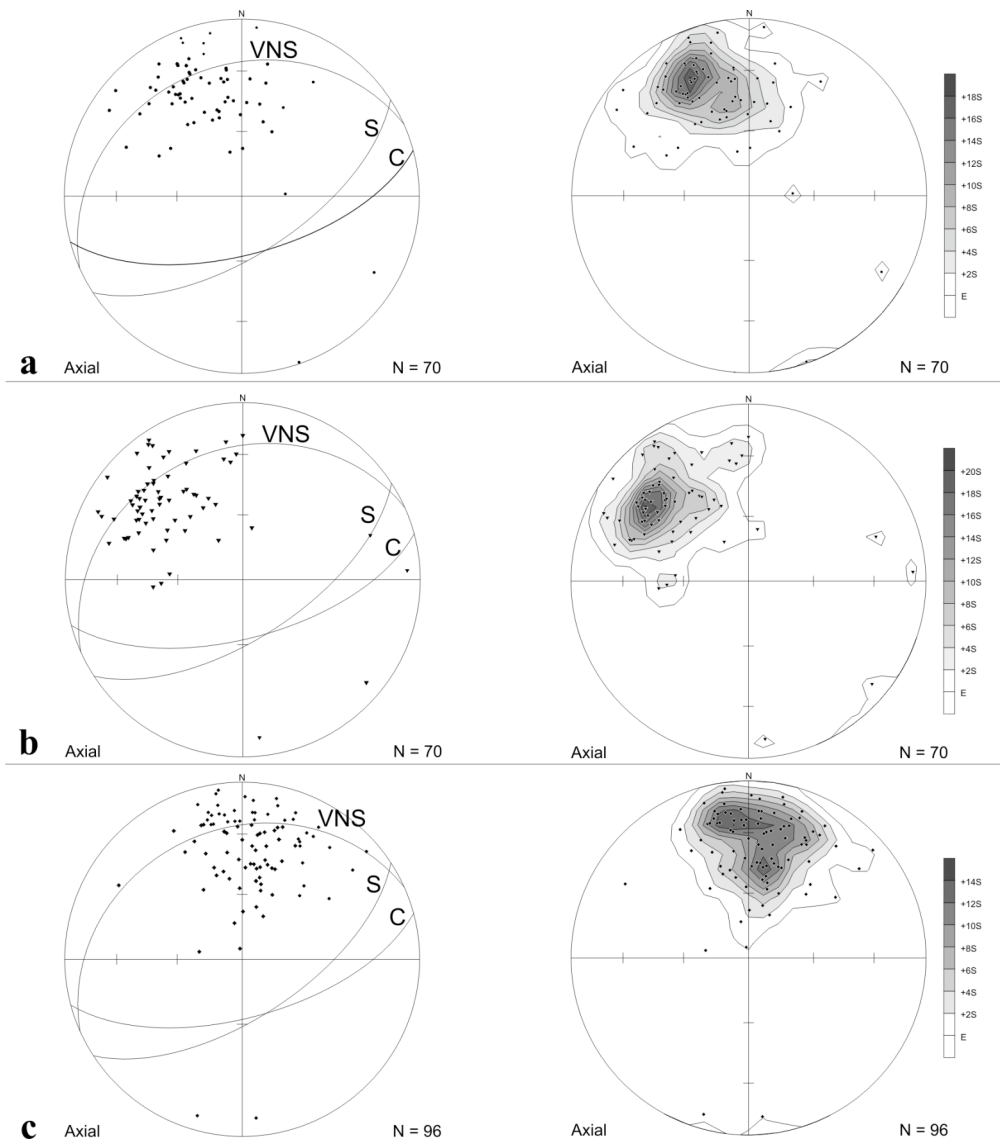 N
VNS
S
C
a
Axial
N = 70
N
+18S
+16S
+14S
+12S
+10S
+8S
+6S
+4S
+2S
E
Axial
N = 70
N
VNS
S
C
b
Axial
N = 70
N
+20S
+18S
+16S
+14S
+12S
+10S
+8S
+6S
+4S
+2S
E
Axial
N = 70
N
VNS
S
C
c
Axial
N = 96
N
+14S
+12S
+10S
+8S
+6S
+4S
+2S
E
Axial
N = 96